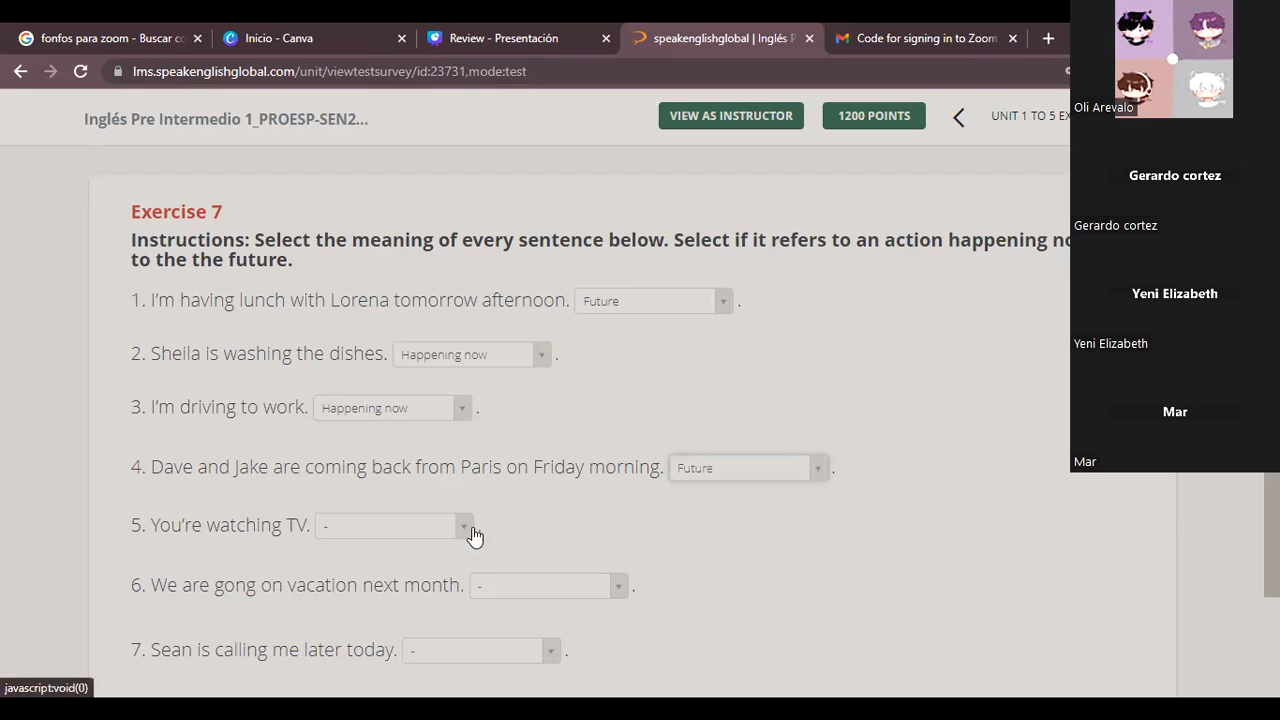 fonfos para zoom - Buscar co
Inicio - Canva
Review - Presentación
speakenglishglobal | Inglés P
Code for signing in to Zoom
lms.speakenglishglobal.com/unit/viewtestsurvey/id:23731,mode:test
Inglés Pre Intermedio 1_PROESP-SEN2...
VIEW AS INSTRUCTOR
1200 POINTS
UNIT 1 TO 5 EX
Exercise 7
Instructions: Select the meaning of every sentence below. Select if it refers to an action happening no
to the the future.
1. I'm having lunch with Lorena tomorrow afternoon. Future .
2. Sheila is washing the dishes. Happening now .
3. I'm driving to work. Happening now .
4. Dave and Jake are coming back from Paris on Friday morning. Future .
5. You're watching TV. -
6. We are gong on vacation next month. - .
7. Sean is calling me later today. - .
javascript:void(0)
Oli Arevalo
Gerardo cortez
Gerardo cortez
Yeni Elizabeth
Yeni Elizabeth
Mar
Mar